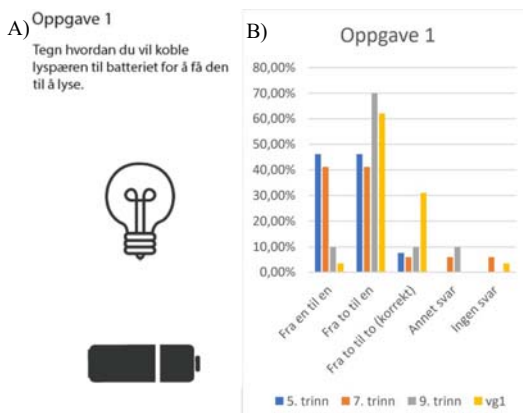 A) Oppgave 1
Tegn hvordan du vil koble
lyspæren til batteriet for å få den
til å lyse.
B)
Oppgave 1
80,00%
70,00%
60,00%
50,00%
40,00%
30,00%
20,00%
10,00%
0,00%
Fra en til en
Fra to til en
Fra to til to (korrekt)
Annet svar
Ingen svar
5. trinn 7. trinn 9. trinn vg1